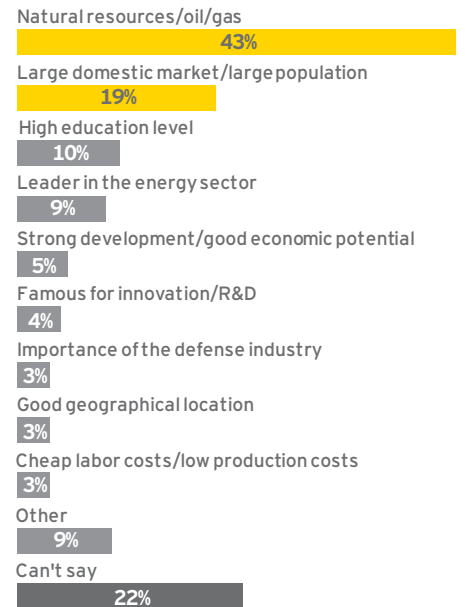 Natural resources/oil/gas
43%
Large domestic market/large population
19%
High education level
10%
Leader in the energy sector
9%
Strong development/good economic potential
5%
Famous for innovation/R&D
4%
Importance of the defense industry
3%
Good geographical location
3%
Cheap labor costs/low production costs
3%
Other
9%
Can't say
22%